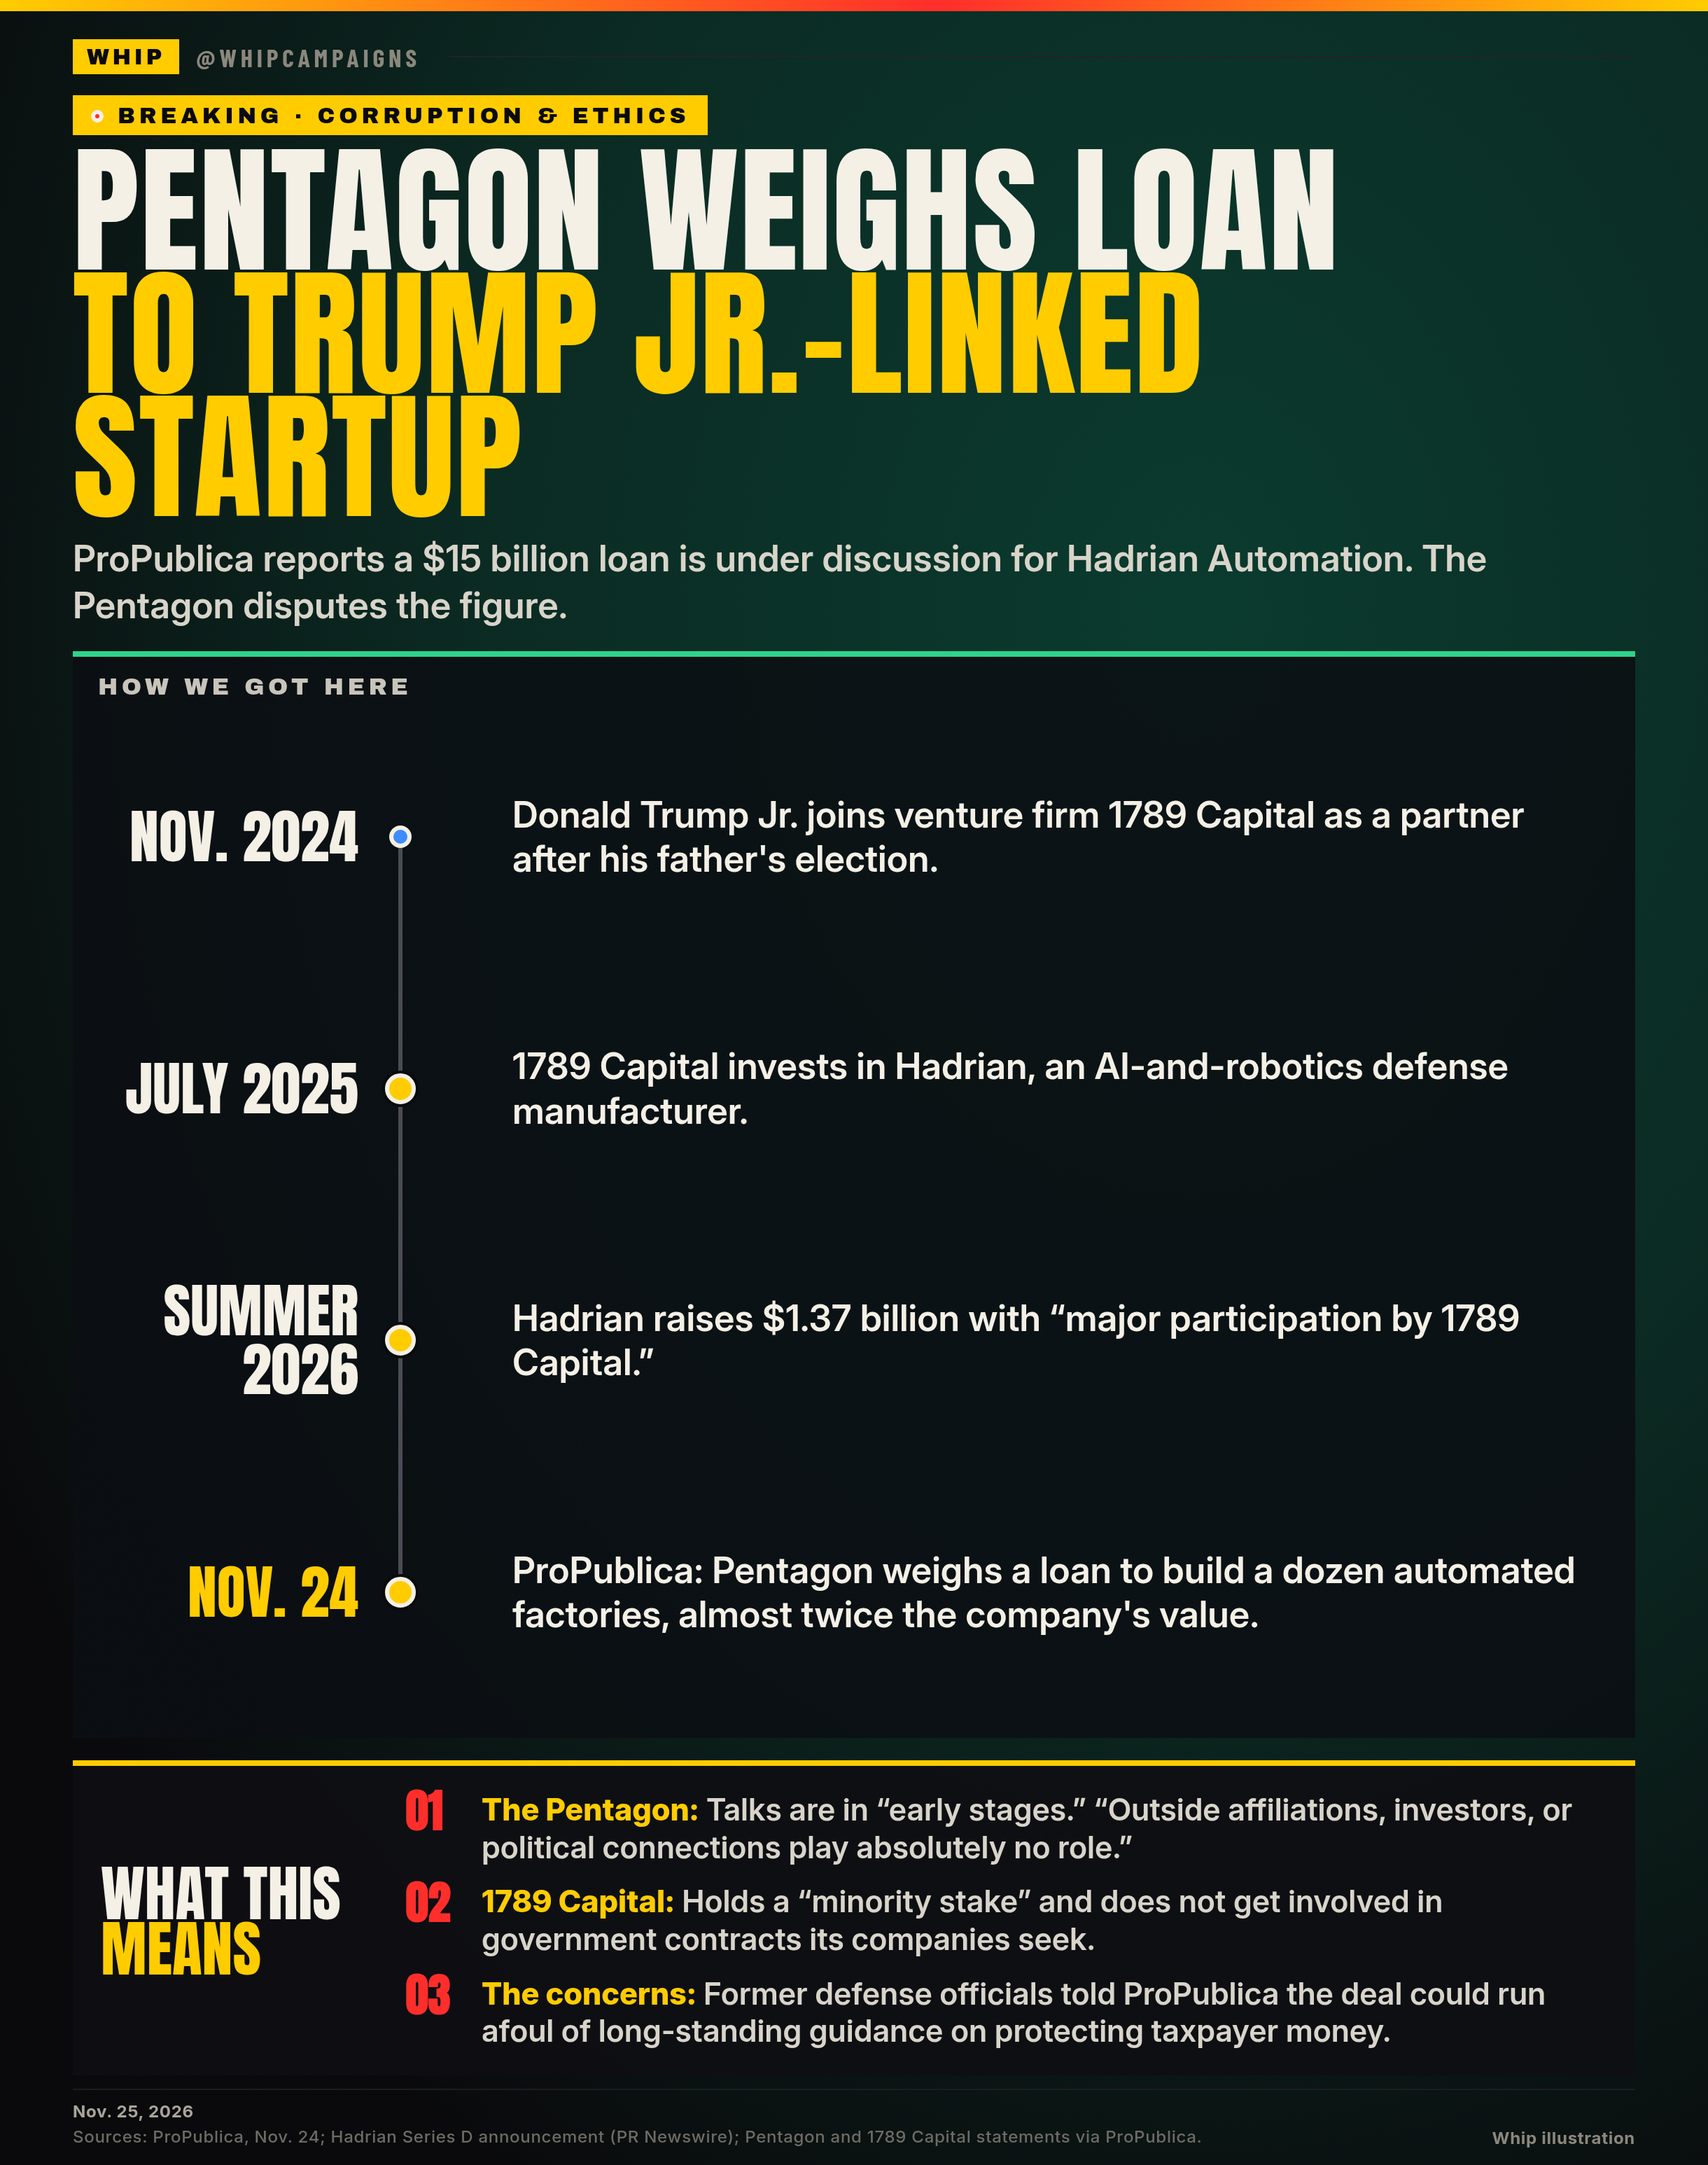 WHIP @WHIPCAMPAIGNS
BREAKING · CORRUPTION & ETHICS
PENTAGON WEIGHS LOAN
TO TRUMP JR.-LINKED
STARTUP
ProPublica reports a $15 billion loan is under discussion for Hadrian Automation. The
Pentagon disputes the figure.
HOW WE GOT HERE
NOV. 2024
Donald Trump Jr. joins venture firm 1789 Capital as a partner
after his father's election.
JULY 2025
1789 Capital invests in Hadrian, an AI-and-robotics defense
manufacturer.
SUMMER
2026
Hadrian raises $1.37 billion with “major participation by 1789
Capital.”
NOV. 24
ProPublica: Pentagon weighs a loan to build a dozen automated
factories, almost twice the company's value.
WHAT THIS
MEANS
01 The Pentagon: Talks are in “early stages.” “Outside affiliations, investors, or
political connections play absolutely no role.”
02 1789 Capital: Holds a “minority stake” and does not get involved in
government contracts its companies seek.
03 The concerns: Former defense officials told ProPublica the deal could run
afoul of long-standing guidance on protecting taxpayer money.
Nov. 25, 2026
Sources: ProPublica, Nov. 24; Hadrian Series D announcement (PR Newswire); Pentagon and 1789 Capital statements via ProPublica.
Whip illustration